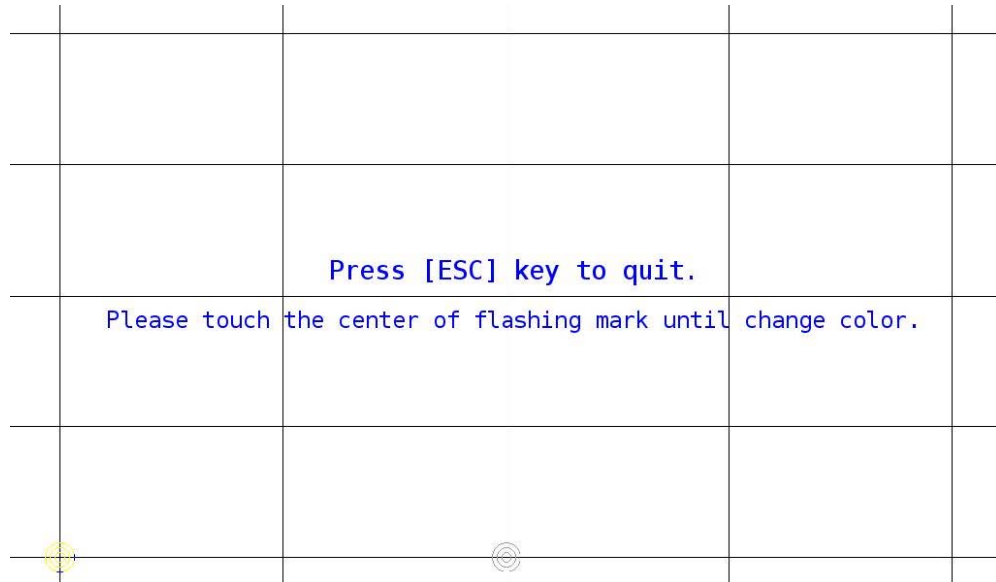 Press [ESC] key to quit.
Please touch the center of flashing mark until change color.